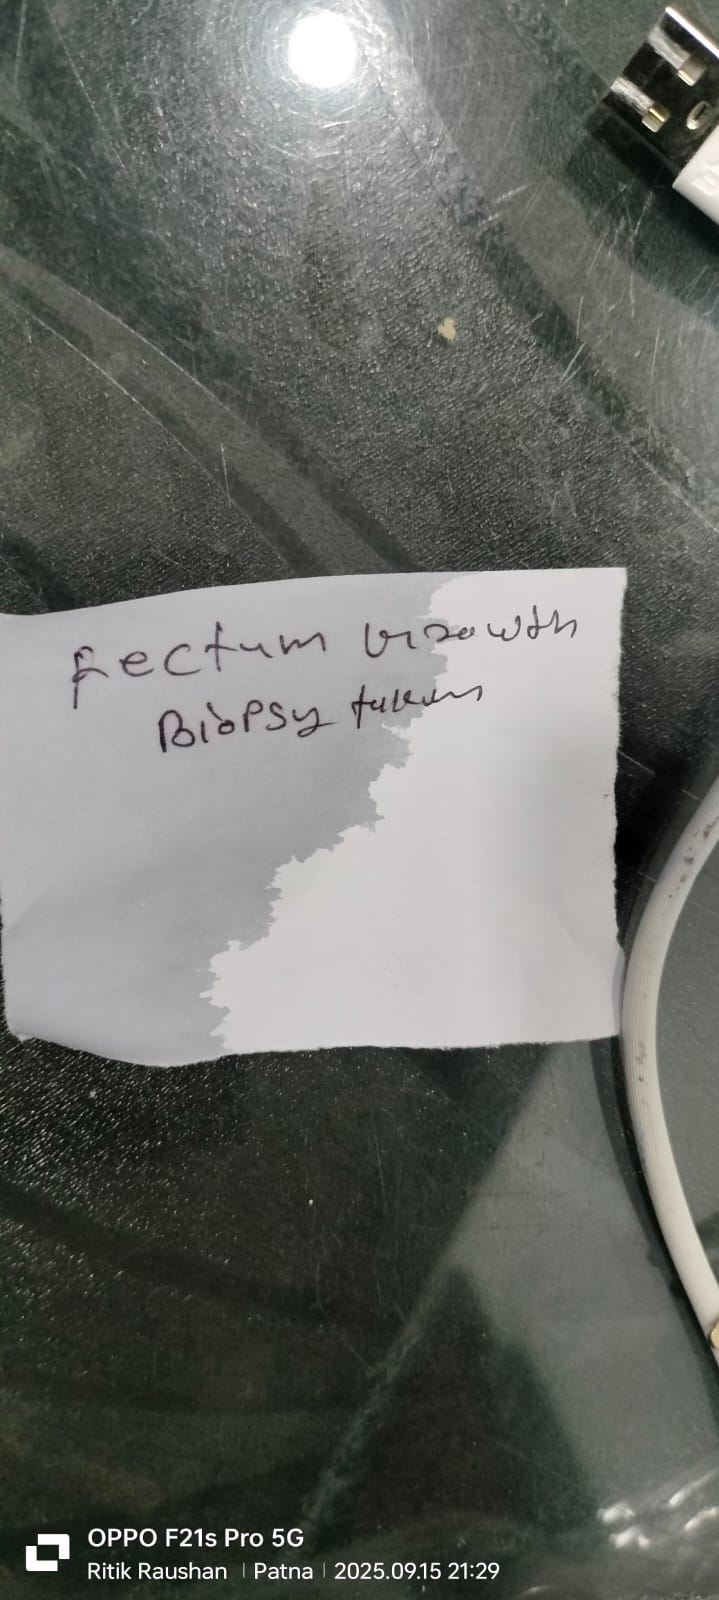 Rectum Growth
Biopsy taken
OPPO F21s Pro 5G
Ritik Raushan | Patna | 2025.09.15 21:29